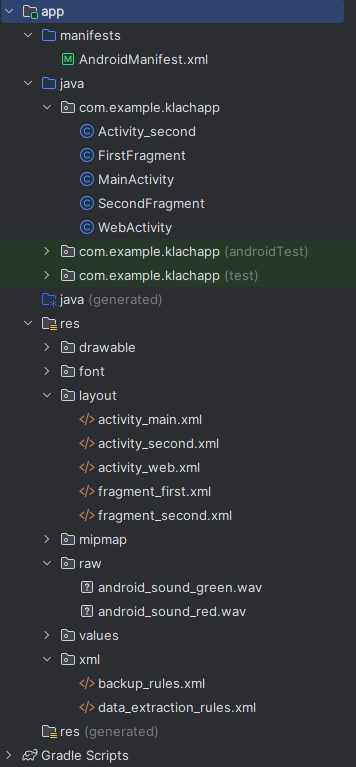 app
manifests
AndroidManifest.xml
java
com.example.klachapp
Activity_second
FirstFragment
MainActivity
SecondFragment
WebActivity
com.example.klachapp (androidTest)
com.example.klachapp (test)
java (generated)
res
drawable
font
layout
activity_main.xml
activity_second.xml
activity_web.xml
fragment_first.xml
fragment_second.xml
mipmap
raw
android_sound_green.wav
android_sound_red.wav
values
xml
backup_rules.xml
data_extraction_rules.xml
res (generated)
Gradle Scripts